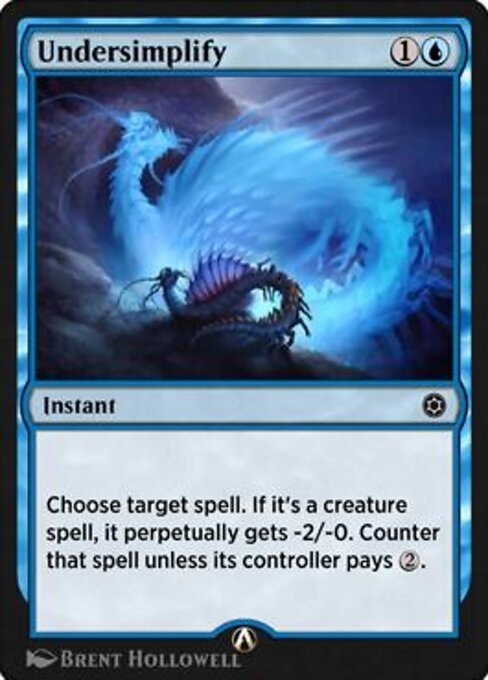 Undersimplify 1
Instant
Choose target spell. If it's a creature
spell, it perpetually gets -2/-0. Counter
that spell unless its controller pays 2.
Brent Hollowell